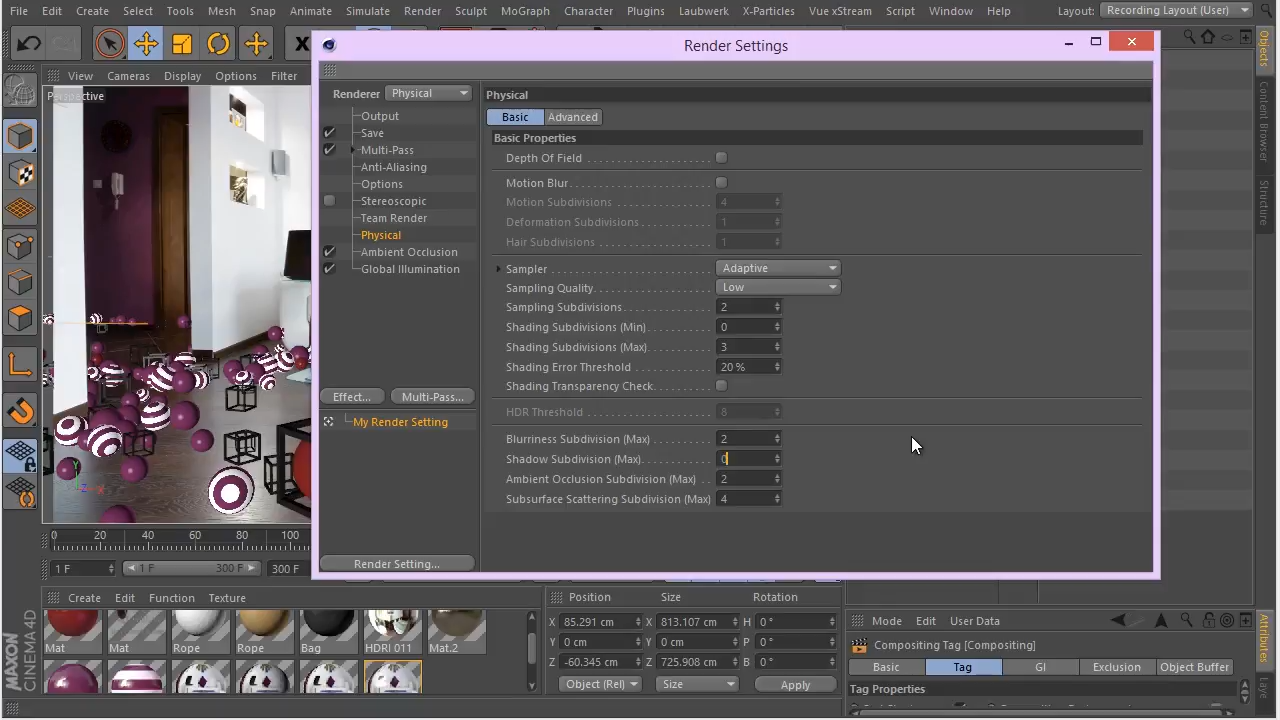 File Edit Create Select Tools Mesh Snap Animate Simulate Render Sculpt MoGraph Character Plugins Laubwerk X-Particles Vue xStream Script Window Help Layout: Recording Layout (User)
Render Settings
View Cameras Display Options Filter
Perspective
Renderer Physical
Output
Save
Multi-Pass
Anti-Aliasing
Options
Stereoscopic
Team Render
Physical
Ambient Occlusion
Global Illumination
Effect... Multi-Pass...
My Render Setting
Render Setting...
Physical
Basic Advanced
Basic Properties
Depth Of Field
Motion Blur
Motion Subdivisions 4
Deformation Subdivisions 1
Hair Subdivisions 1
Sampler Adaptive
Sampling Quality Low
Sampling Subdivisions 2
Shading Subdivisions (Min) 0
Shading Subdivisions (Max) 3
Shading Error Threshold 20 %
Shading Transparency Check
HDR Threshold 8
Blurriness Subdivision (Max) 2
Shadow Subdivision (Max) 0
Ambient Occlusion Subdivision (Max) 2
Subsurface Scattering Subdivision (Max) 4
Objects
Content Browser
Structure
0 20 40 60 80 100
1 F 1 F 300 F 300 F
Create Edit Function Texture
Mat Mat Rope Rope Bag HDRI 011 Mat.2
Position Size Rotation
X 85.291 cm X 813.107 cm H 0 °
Y 0 cm Y 0 cm P 0 °
Z -60.345 cm Z 725.908 cm B 0 °
Object (Rel) Size Apply
Mode Edit User Data
Compositing Tag [Compositing]
Basic Tag GI Exclusion Object Buffer
Tag Properties
Attributes
Laye
MAXON
CINEMA 4D